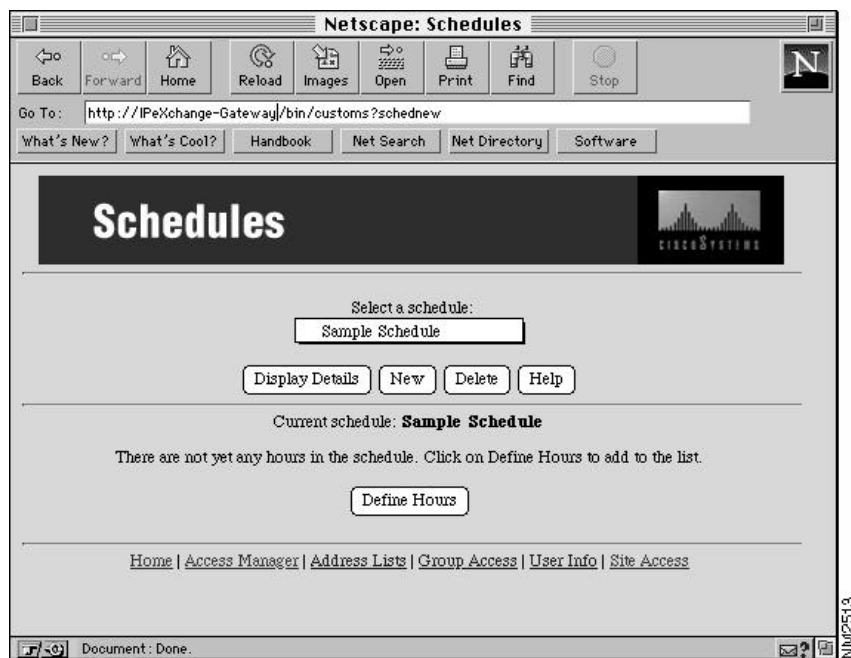 Netscape: Schedules
Back Forward Home Reload Images Open Print Find Stop
N
Go To: http://IPeXchange-Gateway/bin/customs?schednew
What's New? What's Cool? Handbook Net Search Net Directory Software
Schedules
CISCO SYSTEMS
Select a schedule:
Sample Schedule
Display Details New Delete Help
Current schedule: Sample Schedule
There are not yet any hours in the schedule. Click on Define Hours to add to the list.
Define Hours
Home | Access Manager | Address Lists | Group Access | User Info | Site Access
Document: Done.
?
NM2513